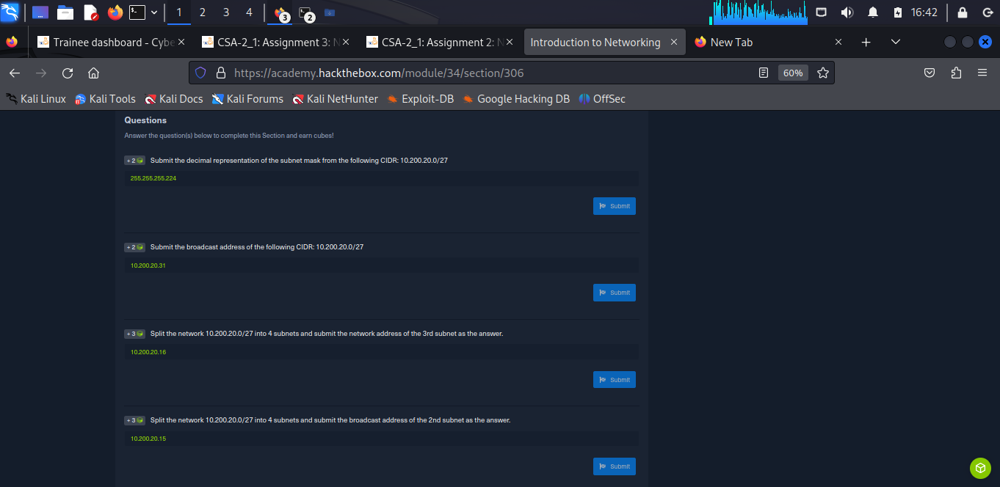 1 2 3 4 3 2 16:42
Trainee dashboard - Cybe CSA-2_1: Assignment 3: N CSA-2_1: Assignment 2: N Introduction to Networking New Tab
https://academy.hackthebox.com/module/34/section/306 60%
Kali Linux Kali Tools Kali Docs Kali Forums Kali NetHunter Exploit-DB Google Hacking DB OffSec
Questions
Answer the question(s) below to complete this Section and earn cubes!
+ 2 Submit the decimal representation of the subnet mask from the following CIDR: 10.200.20.0/27
255.255.255.224
Submit
+ 2 Submit the broadcast address of the following CIDR: 10.200.20.0/27
10.200.20.31
Submit
+ 3 Split the network 10.200.20.0/27 into 4 subnets and submit the network address of the 3rd subnet as the answer.
10.200.20.16
Submit
+ 3 Split the network 10.200.20.0/27 into 4 subnets and submit the broadcast address of the 2nd subnet as the answer.
10.200.20.15
Submit